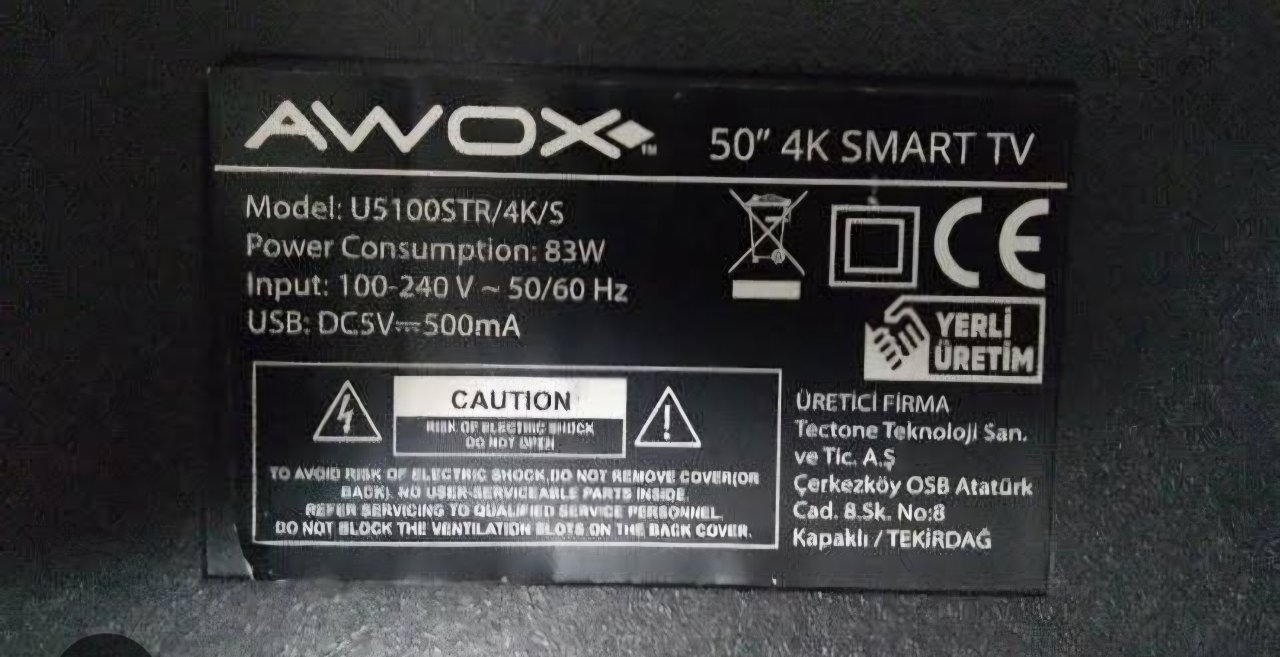 AWOX™
50" 4K SMART TV
Model: U5100STR/4K/S
Power Consumption: 83W
Input: 100-240 V ~ 50/60 Hz
USB: DC5V⎓500mA
CE
YERLİ
ÜRETİM
CAUTION
RISK OF ELECTRIC SHOCK
DO NOT OPEN
TO AVOID RISK OF ELECTRIC SHOCK,DO NOT REMOVE COVER(OR
BACK). NO USER-SERVICEABLE PARTS INSIDE.
REFER SERVICING TO QUALIFIED SERVICE PERSONNEL.
DO NOT BLOCK THE VENTILATION SLOTS ON THE BACK COVER.
ÜRETİCİ FİRMA
Tectone Teknoloji San.
ve Tic. A.Ş
Çerkezköy OSB Atatürk
Cad. 8.Sk. No:8
Kapaklı / TEKİRDAĞ